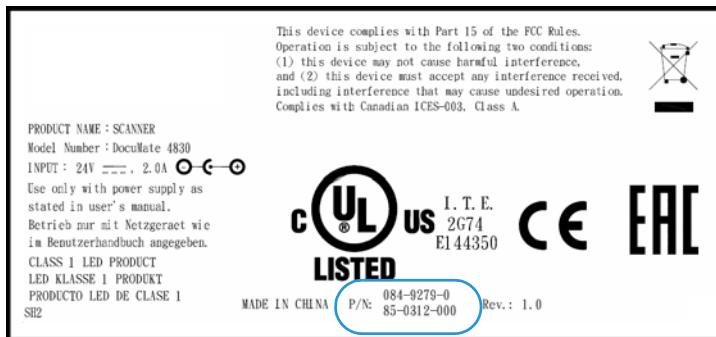 This device complies with Part 15 of the FCC Rules.
Operation is subject to the following two conditions:
(1) this device may not cause harmful interference,
and (2) this device must accept any interference received,
including interference that may cause undesired operation.
Complies with Canadian ICES-003, Class A.
PRODUCT NAME : SCANNER
Model Number : DocuMate 4830
INPUT : 24V ⎓, 2.0A
Use only with power supply as
stated in user's manual.
Betrieb nur mit Netzgeraet wie
im Benutzerhandbuch angegeben.
CLASS 1 LED PRODUCT
LED KLASSE 1 PRODUKT
PRODUCTO LED DE CLASE 1
SH2
C UL ® US
LISTED
I. T. E.
2G74
E144350
CE
EAC
MADE IN CHINA P/N: 084-9279-0
85-0312-000 Rev.: 1.0